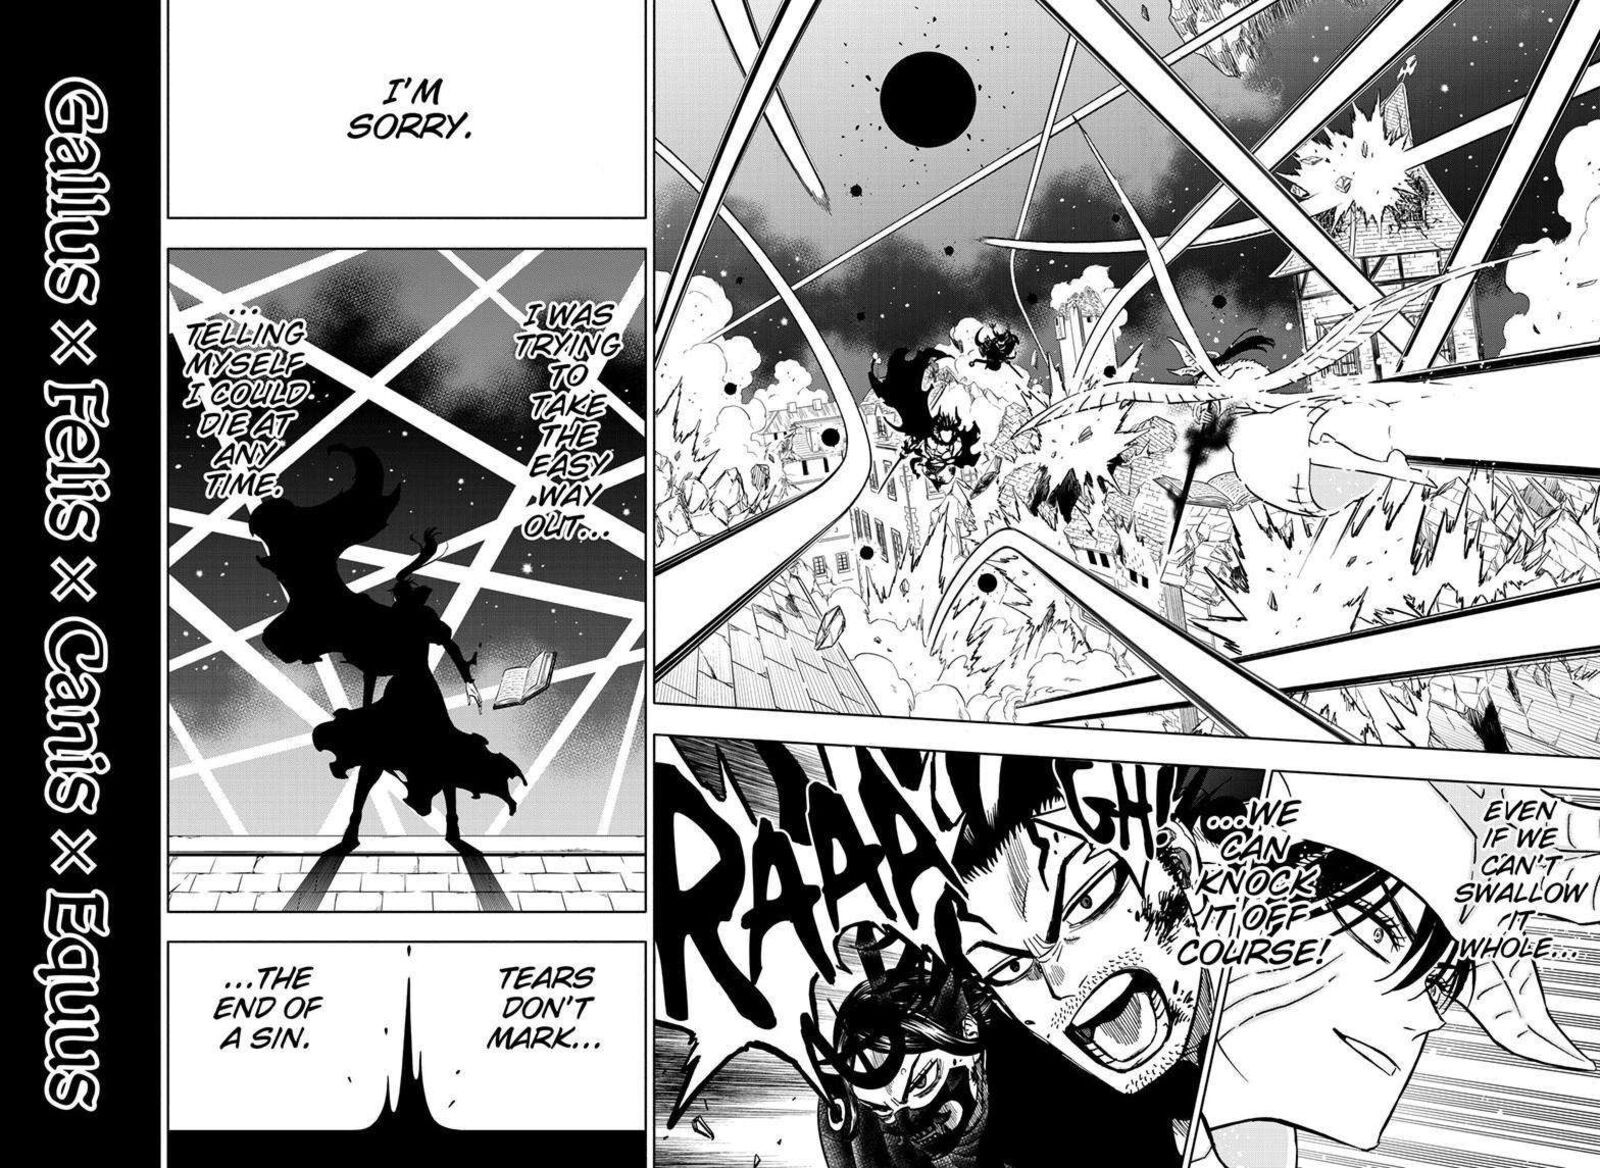 EVEN
IF WE
CAN'T
SWALLOW
IT
WHOLE...
...WE
CAN
KNOCK
IT OFF
COURSE!
RAAAAGH!
I'M
SORRY.
I WAS
TRYING
TO
TAKE
THE
EASY
WAY
OUT...
...
TELLING
MYSELF
I COULD
DIE AT
ANY
TIME.
TEARS
DON'T
MARK...
...THE
END OF
A SIN.
Gallus × Felis × Canis × Equus